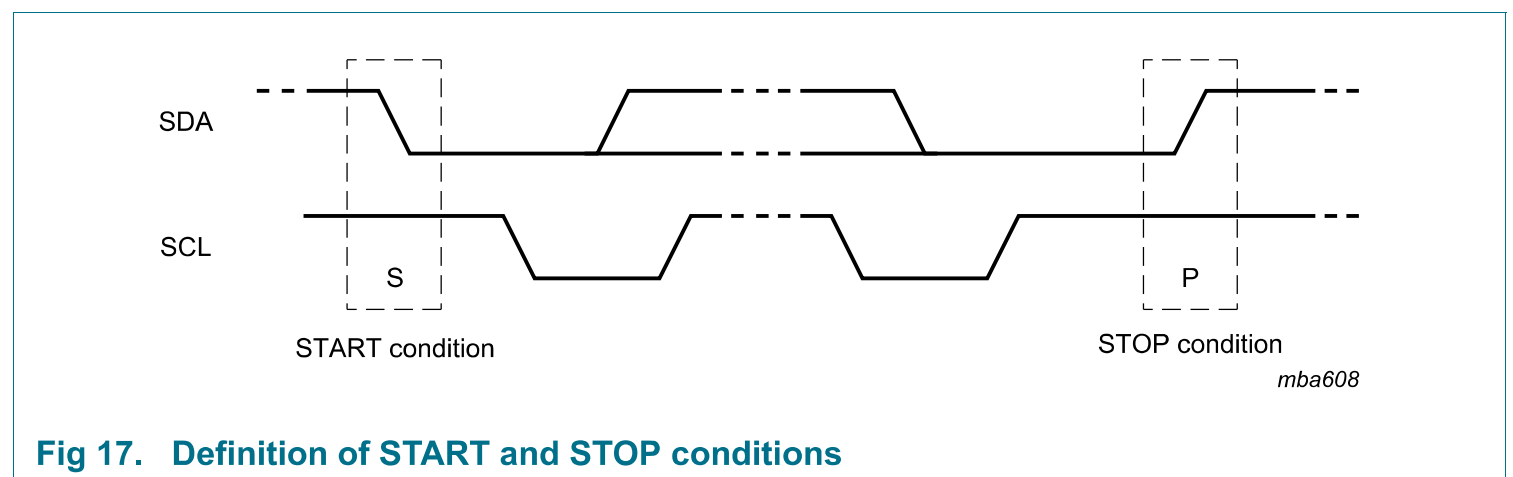 SDA
SCL
S
P
START condition
STOP condition
mba608
Fig 17. Definition of START and STOP conditions